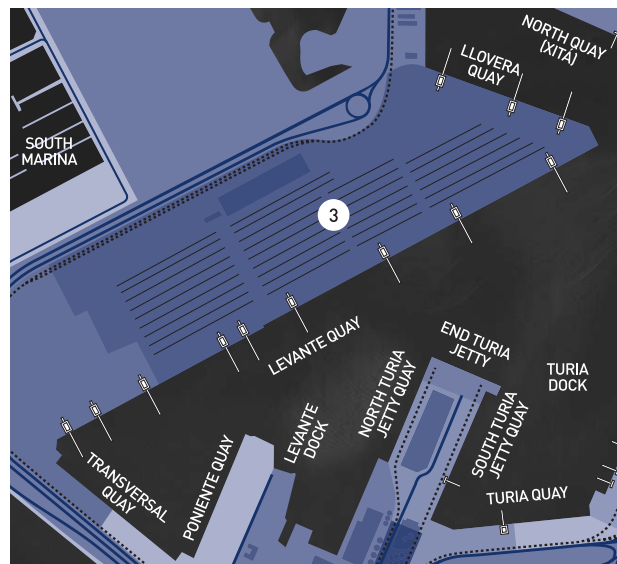 NORTH QUAY
(XITÁ)
LLOVERA
QUAY
SOUTH
MARINA
3
LEVANTE QUAY
END TURIA
JETTY
TURIA
DOCK
NORTH TURIA
JETTY QUAY
SOUTH TURIA
JETTY QUAY
LEVANTE
DOCK
PONIENTE QUAY
TRANSVERSAL
QUAY
TURIA QUAY